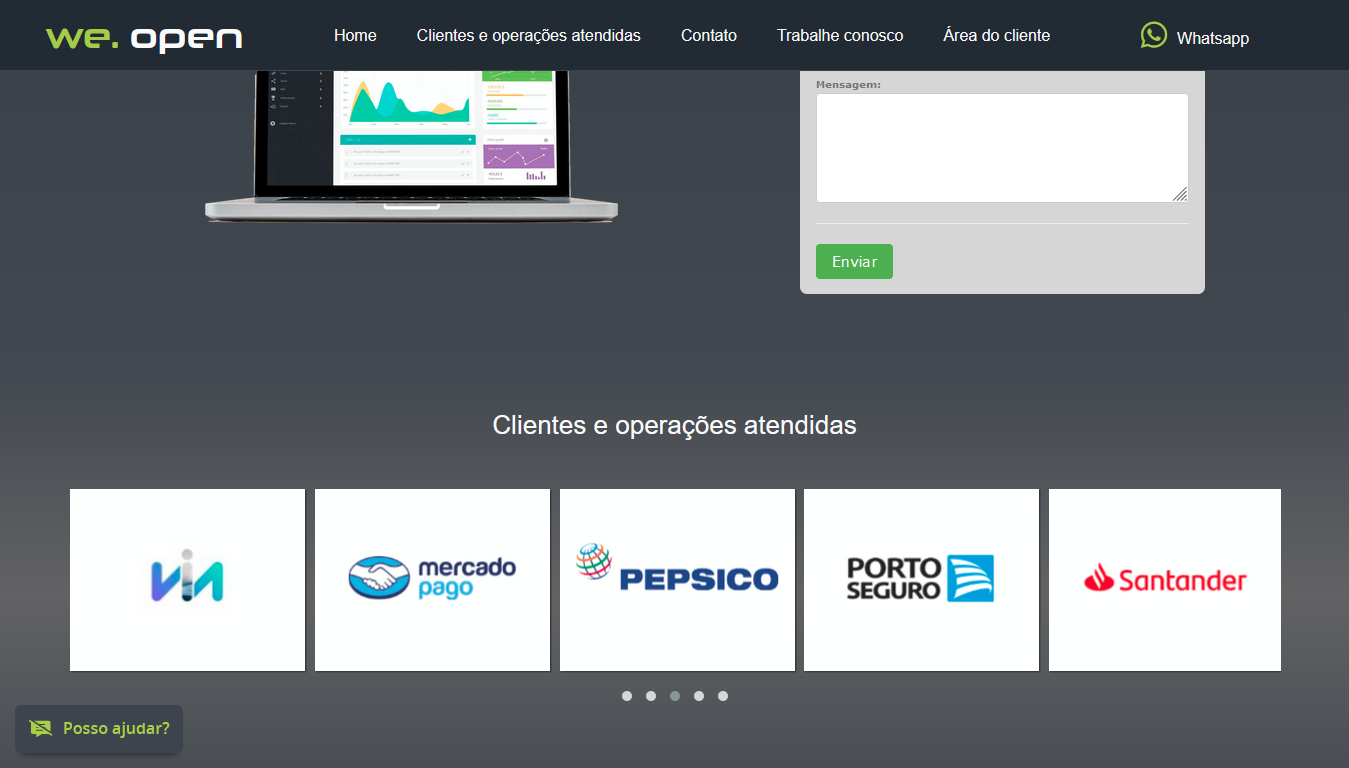 we. open
Home
Clientes e operações atendidas
Contato
Trabalhe conosco
Área do cliente
Whatsapp
Mensagem:
Enviar
Clientes e operações atendidas
via
mercado
pago
PEPSICO
PORTO
SEGURO
Santander
Posso ajudar?